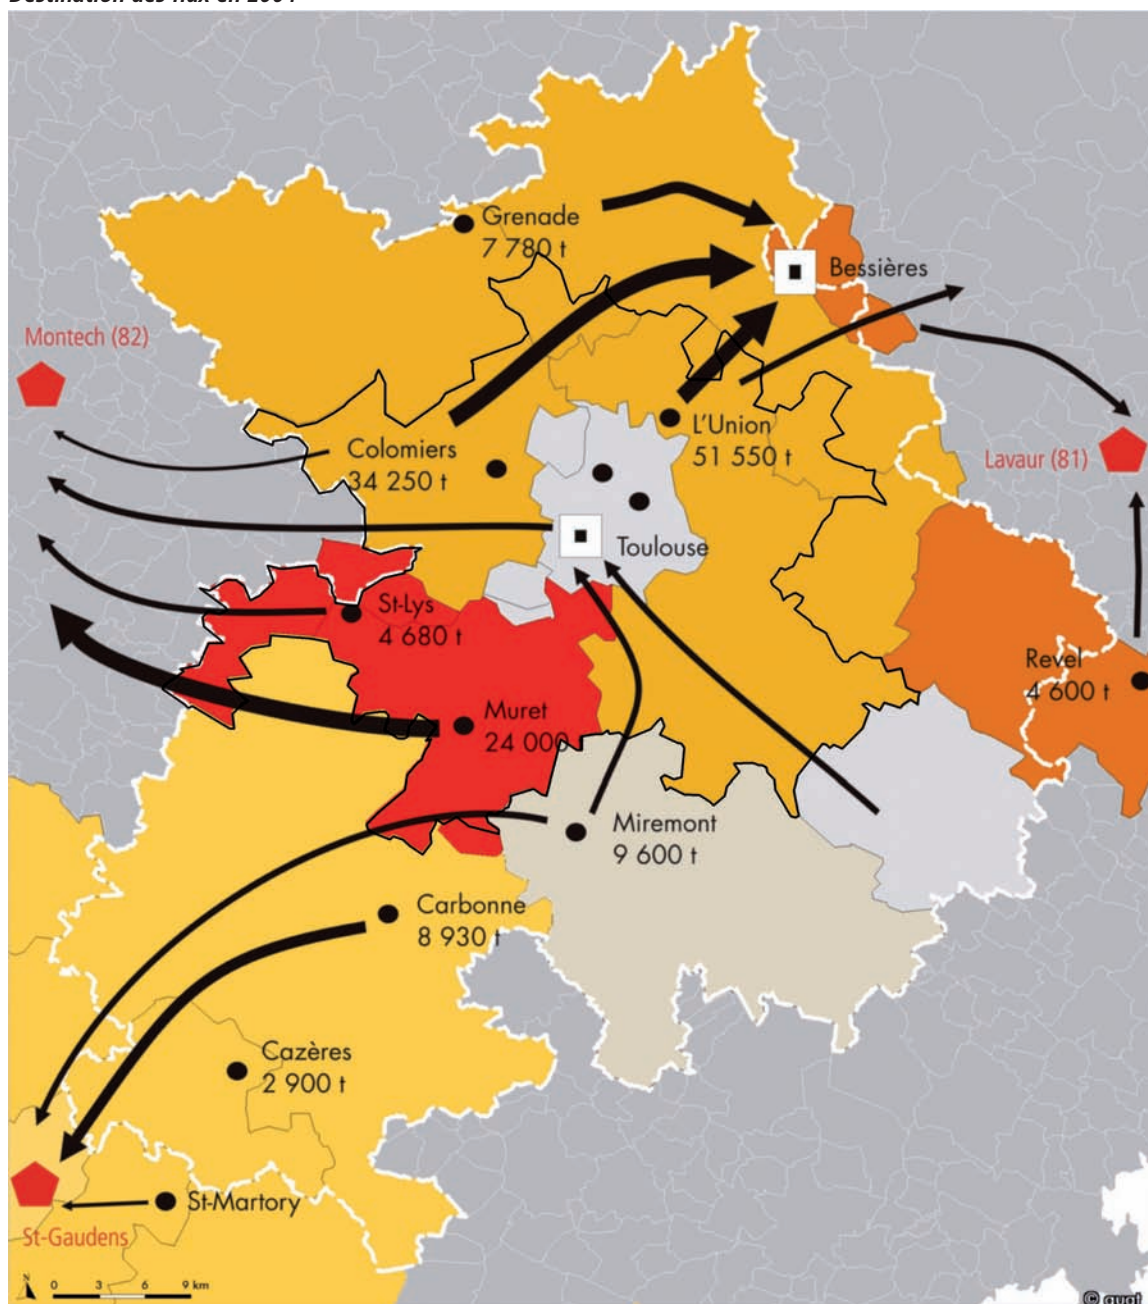 Grenade
7 780 t
Bessières
Montech (82)
Colomiers
34 250 t
L'Union
51 550 t
Lavaur (81)
Toulouse
St-Lys
4 680 t
Revel
4 600 t
Muret
24 000
Miremont
9 600 t
Carbonne
8 930 t
Cazères
2 900 t
St-Martory
St-Gaudens
N
0 3 6 9 km